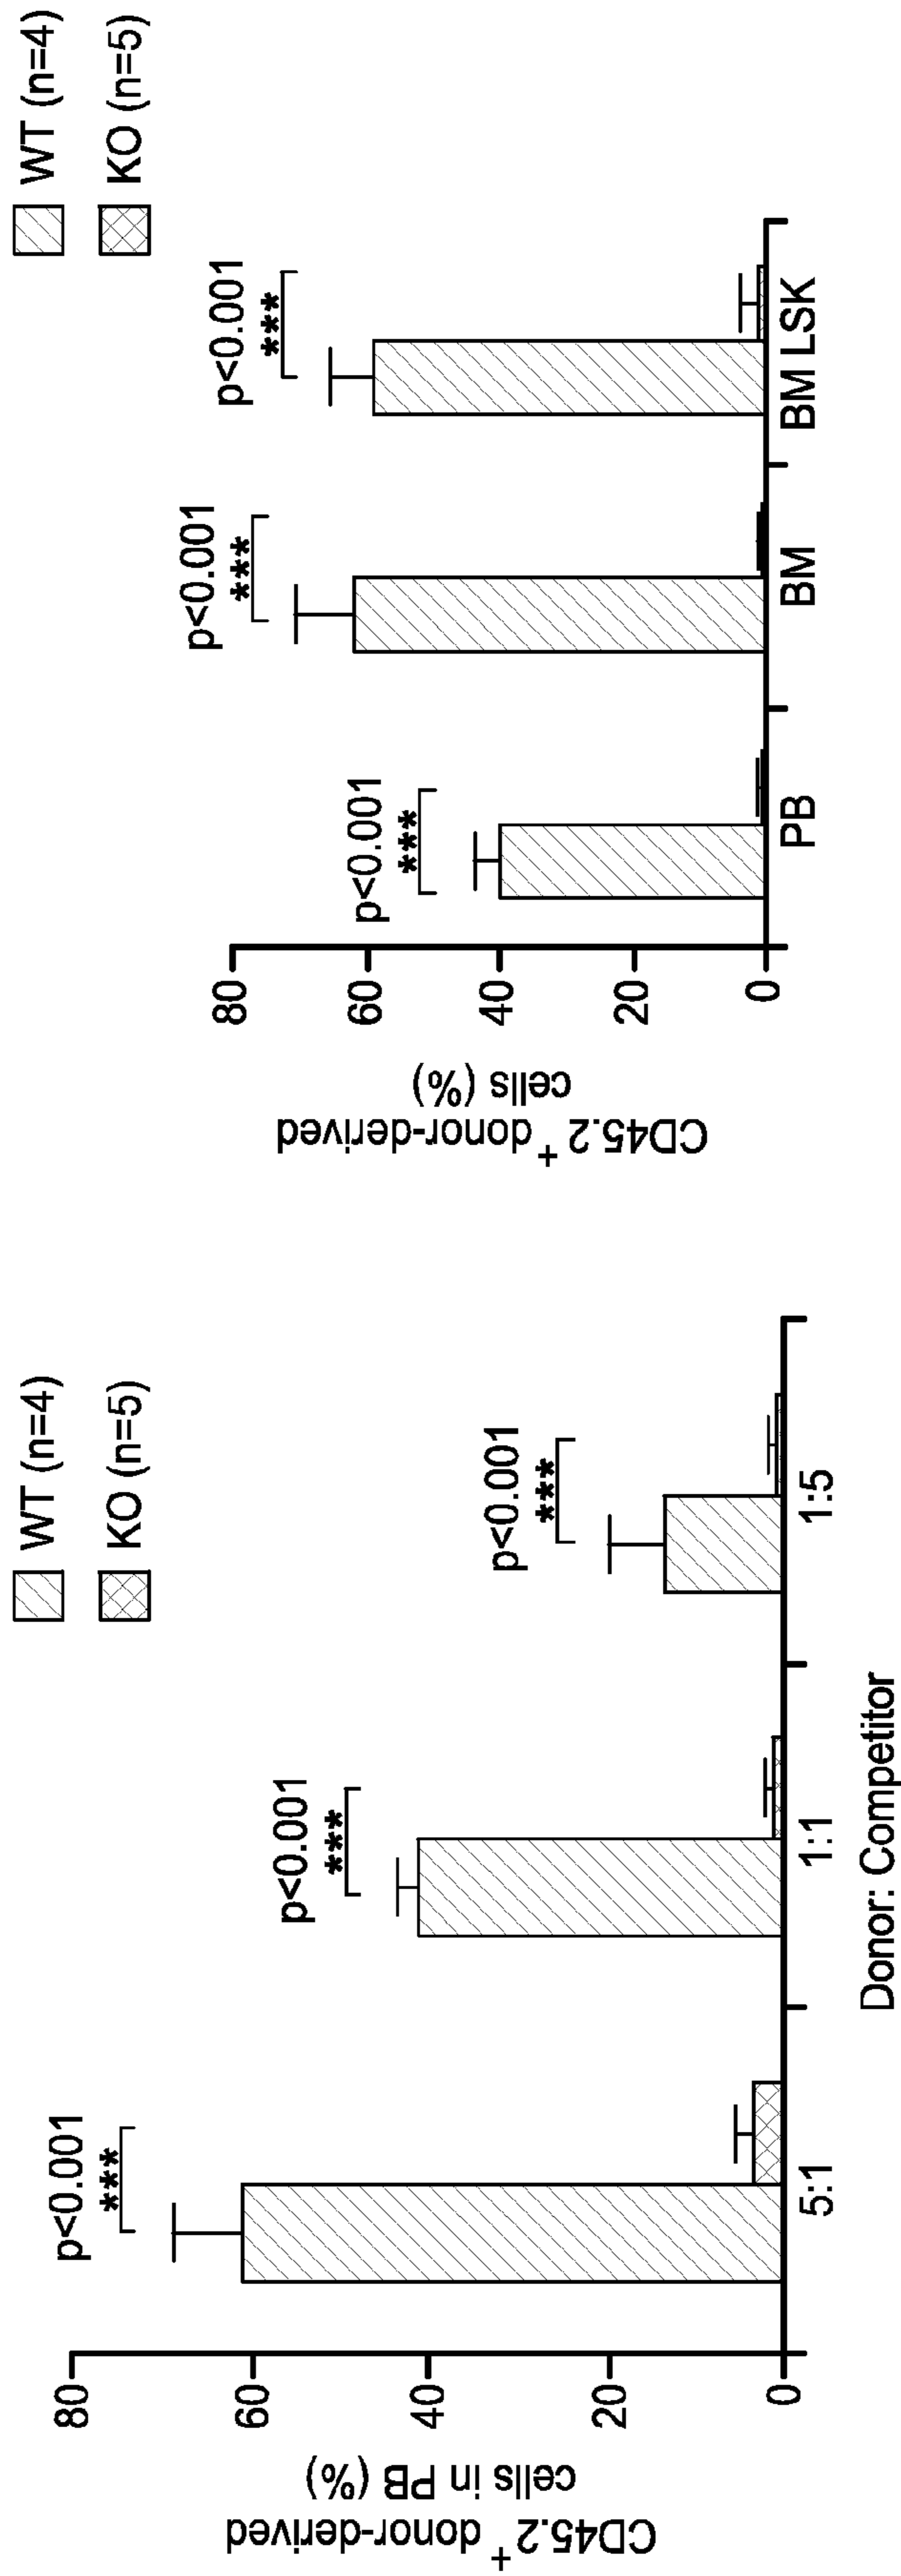 WT (n=4)
KO (n=5)
CD45.2+ donor-derived
cells in PB (%)
80
60
40
20
0
p<0.001
***
p<0.001
***
p<0.001
***
5:1
1:1
1:5
Donor: Competitor
WT (n=4)
KO (n=5)
CD45.2+ donor-derived
cells (%)
80
60
40
20
0
p<0.001
***
p<0.001
***
p<0.001
***
PB
BM
BM LSK